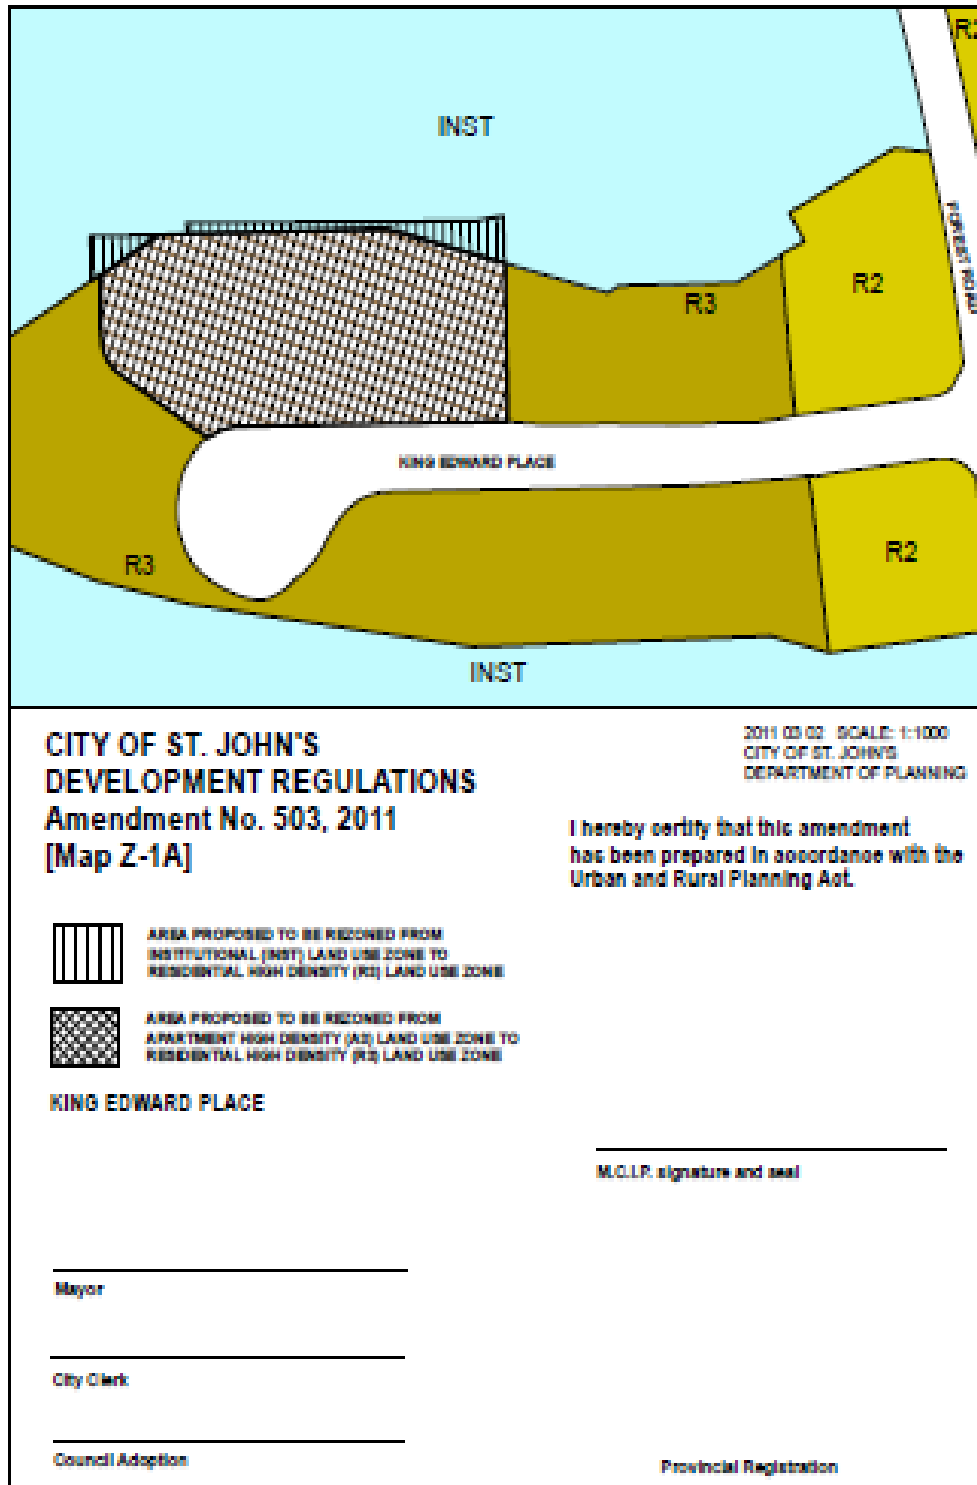 R2
INST
FOREST ROAD
R2
R3
KING EDWARD PLACE
R2
R3
INST
CITY OF ST. JOHN'S
DEVELOPMENT REGULATIONS
Amendment No. 503, 2011
[Map Z-1A]
2011 03 02 SCALE: 1:1000
CITY OF ST. JOHN'S
DEPARTMENT OF PLANNING
I hereby certify that this amendment
has been prepared in accordance with the
Urban and Rural Planning Act.
AREA PROPOSED TO BE REZONED FROM
INSTITUTIONAL (INST) LAND USE ZONE TO
RESIDENTIAL HIGH DENSITY (R3) LAND USE ZONE
AREA PROPOSED TO BE REZONED FROM
APARTMENT HIGH DENSITY (A3) LAND USE ZONE TO
RESIDENTIAL HIGH DENSITY (R3) LAND USE ZONE
KING EDWARD PLACE
M.C.I.P. signature and seal
Mayor
City Clerk
Council Adoption
Provincial Registration